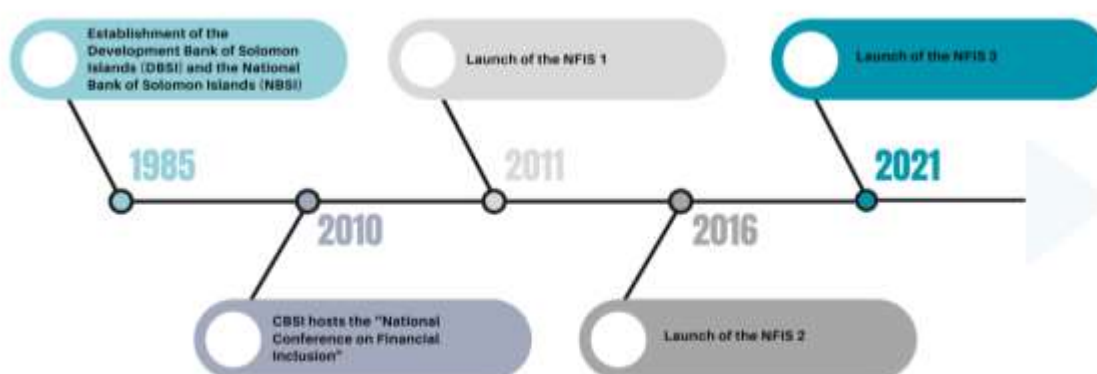 Establishment of the
Development Bank of Solomon
Islands (DBSI) and the National
Bank of Solomon Islands (NBSI)
Launch of the NFIS 1
Launch of the NFIS 3
1985
2011
2021
2010
2016
CBSI hosts the "National
Conference on Financial
Inclusion"
Launch of the NFIS 2